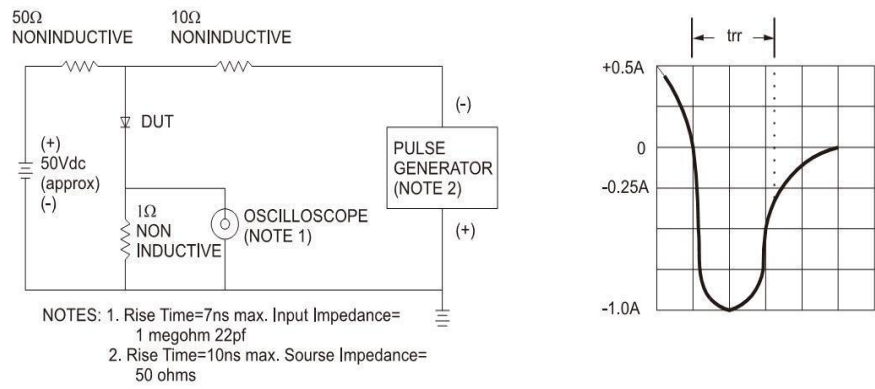 50Ω
NONINDUCTIVE
10Ω
NONINDUCTIVE
DUT
(+)
50Vdc
(approx)
(-)
1Ω
NON
INDUCTIVE
OSCILLOSCOPE
(NOTE 1)
(-)
PULSE
GENERATOR
(NOTE 2)
(+)
NOTES: 1. Rise Time=7ns max. Input Impedance=
1 megohm 22pf
2. Rise Time=10ns max. Sourse Impedance=
50 ohms
trr
+0.5A
0
-0.25A
-1.0A